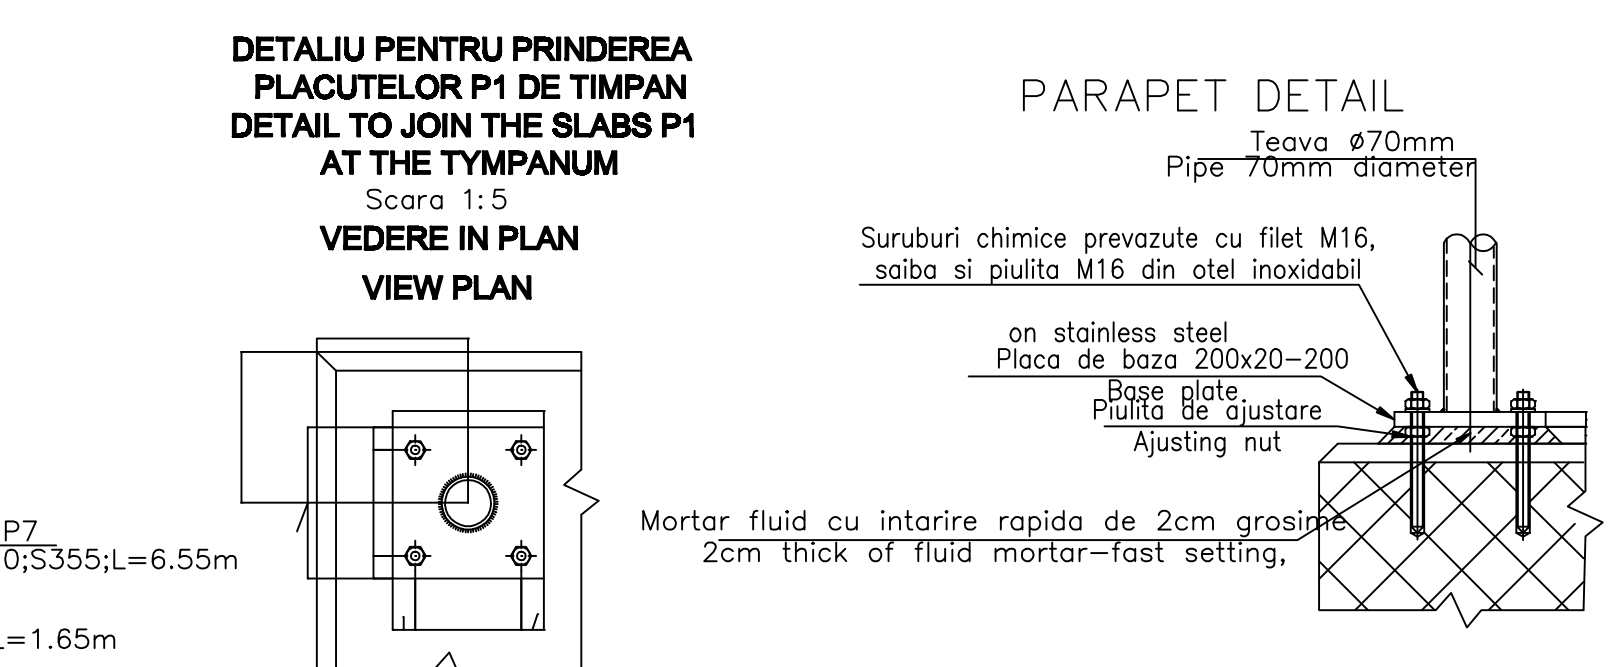 DETALIU PENTRU PRINDEREA
PLACUTELOR P1 DE TIMPAN
DETAIL TO JOIN THE SLABS P1
AT THE TYMPANUM
Scara 1:5
VEDERE IN PLAN
VIEW PLAN
P7
0;S355;L=6.55m
L=1.65m
PARAPET DETAIL
Teava ø70mm
Pipe 70mm diameter
Suruburi chimice prevazute cu filet M16,
saiba si piulita M16 din otel inoxidabil
on stainless steel
Placa de baza 200x20-200
Base plate
Piulita de ajustare
Ajusting nut
Mortar fluid cu intarire rapida de 2cm grosime
2cm thick of fluid mortar-fast setting,